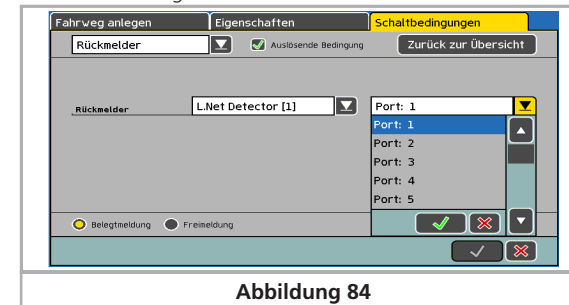 Fahrweg anlegen Eigenschaften Schaltbedingungen
Rückmelder Auslösende Bedingung Zurück zur Übersicht
Rückmelder L.Net Detector [1] Port: 1
Port: 1
Port: 2
Port: 3
Port: 4
Port: 5
Belegtmeldung Freimeldung
Abbildung 84